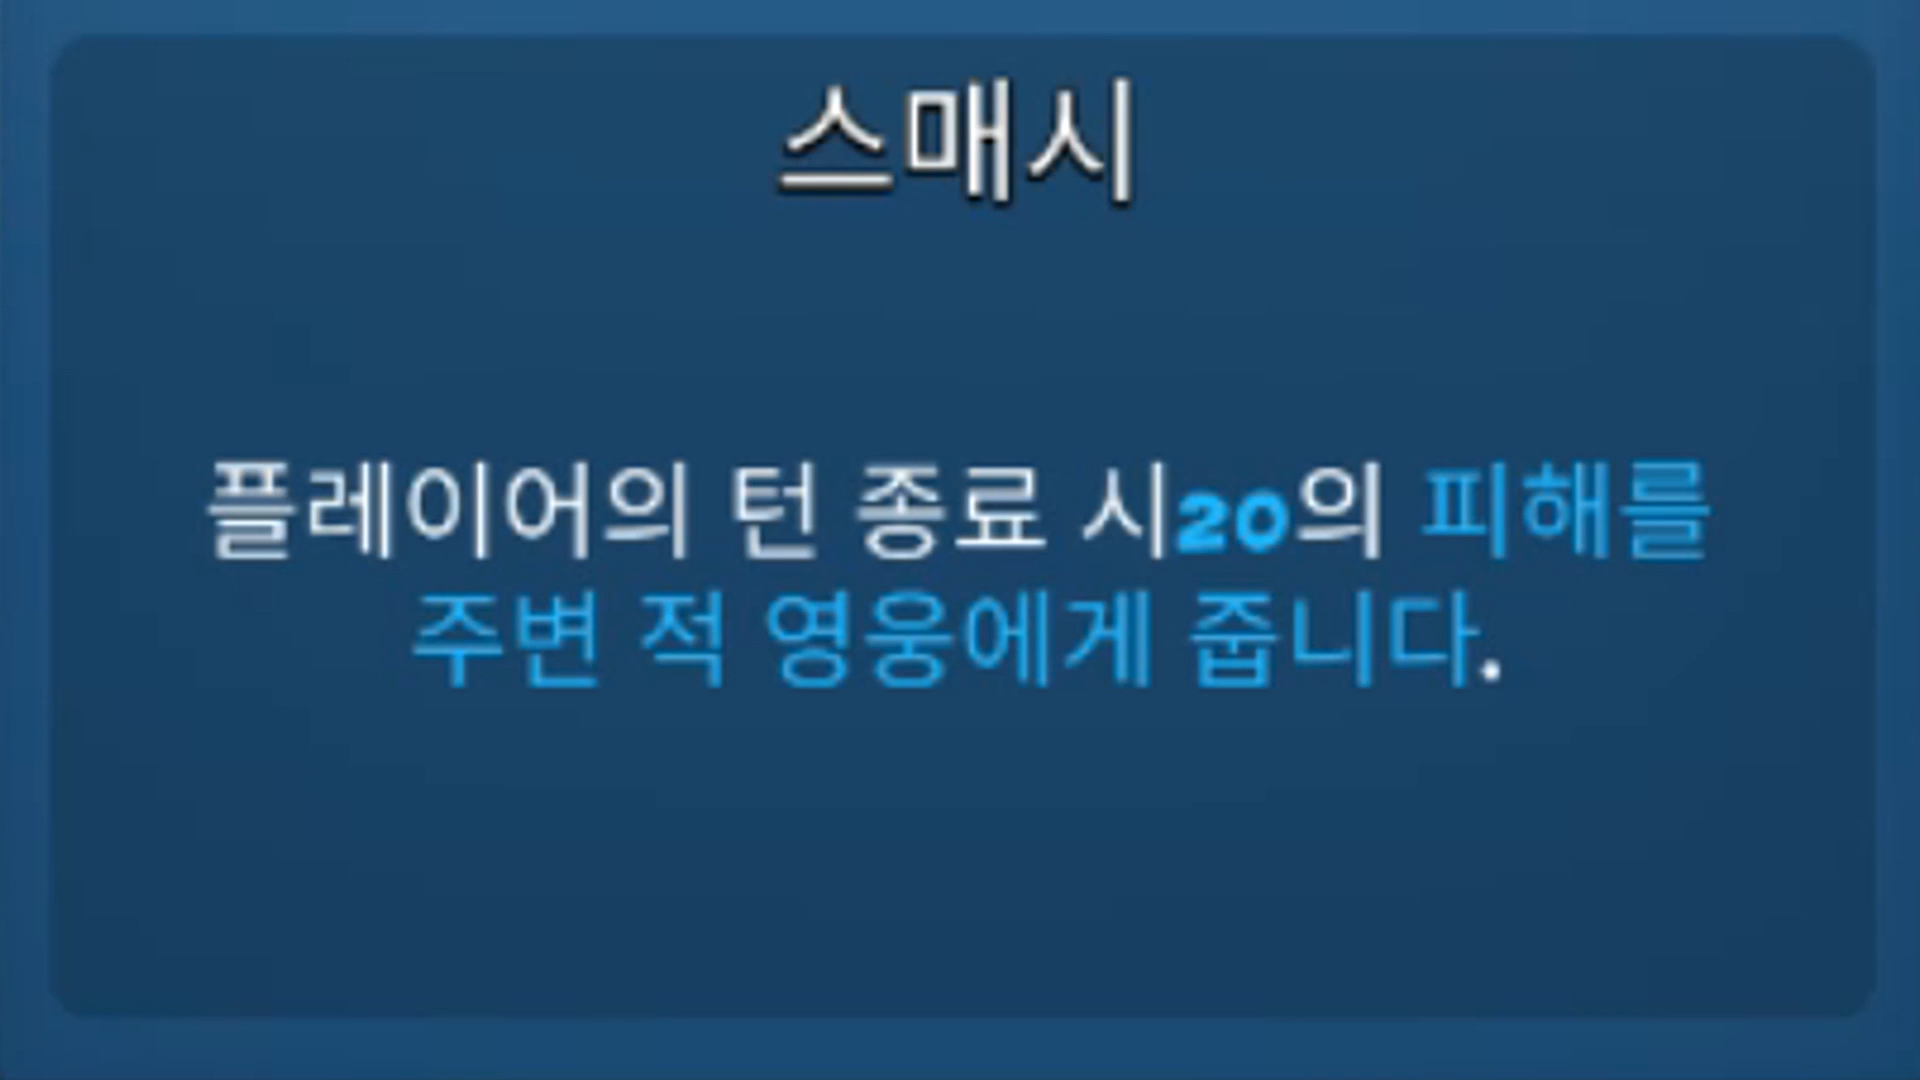 스매시
플레이어의 턴 종료 시20의 피해를
주변 적 영웅에게 줍니다.